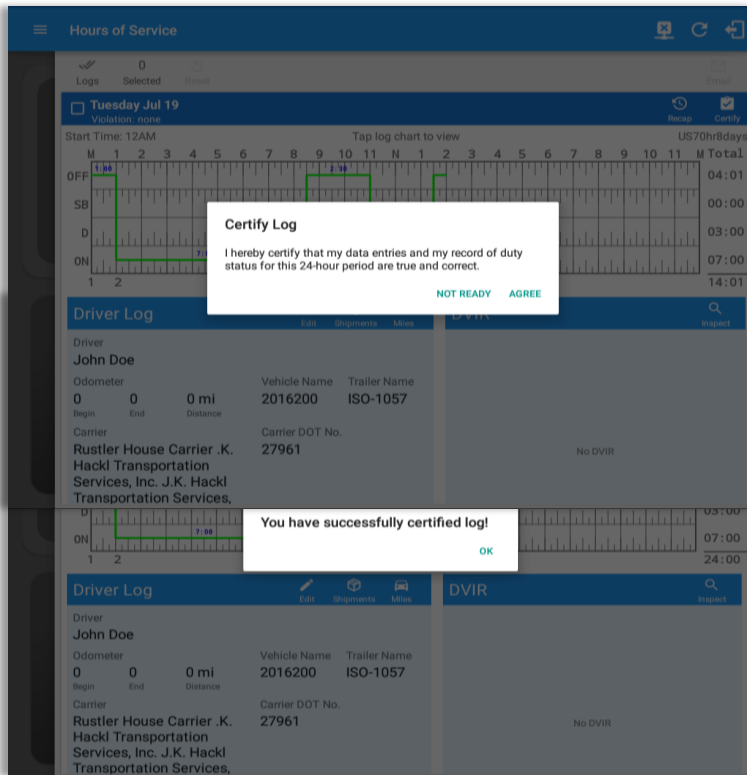 Hours of Service
0
Logs Selected Reset Email
Tuesday Jul 19
Violation: none
Recap Certify
Start Time: 12AM Tap log chart to view US70hr8days
M 1 2 3 4 5 6 7 8 9 10 11 N 1 2 3 4 5 6 7 8 9 10 11 M Total
OFF 1:00 04:01
SB 00:00
D 03:00
ON 07:00
1 2 14:01
Certify Log
I hereby certify that my data entries and my record of duty
status for this 24-hour period are true and correct.
NOT READY AGREE
Driver Log
Edit Shipments Miles
DVIR
Inspect
Driver
John Doe
Odometer Vehicle Name Trailer Name
0 0 0 mi 2016200 ISO-1057
Begin End Distance
Carrier Carrier DOT No.
Rustler House Carrier .K. 27961
Hackl Transportation
Services, Inc. J.K. Hackl
Transportation Services,
No DVIR
D 03:00
ON 7:00 07:00
1 2 24:00
You have successfully certified log!
OK
Driver Log
Edit Shipments Miles
DVIR
Inspect
Driver
John Doe
Odometer Vehicle Name Trailer Name
0 0 0 mi 2016200 ISO-1057
Begin End Distance
Carrier Carrier DOT No.
Rustler House Carrier .K. 27961
Hackl Transportation
Services, Inc. J.K. Hackl
Transportation Services,
No DVIR